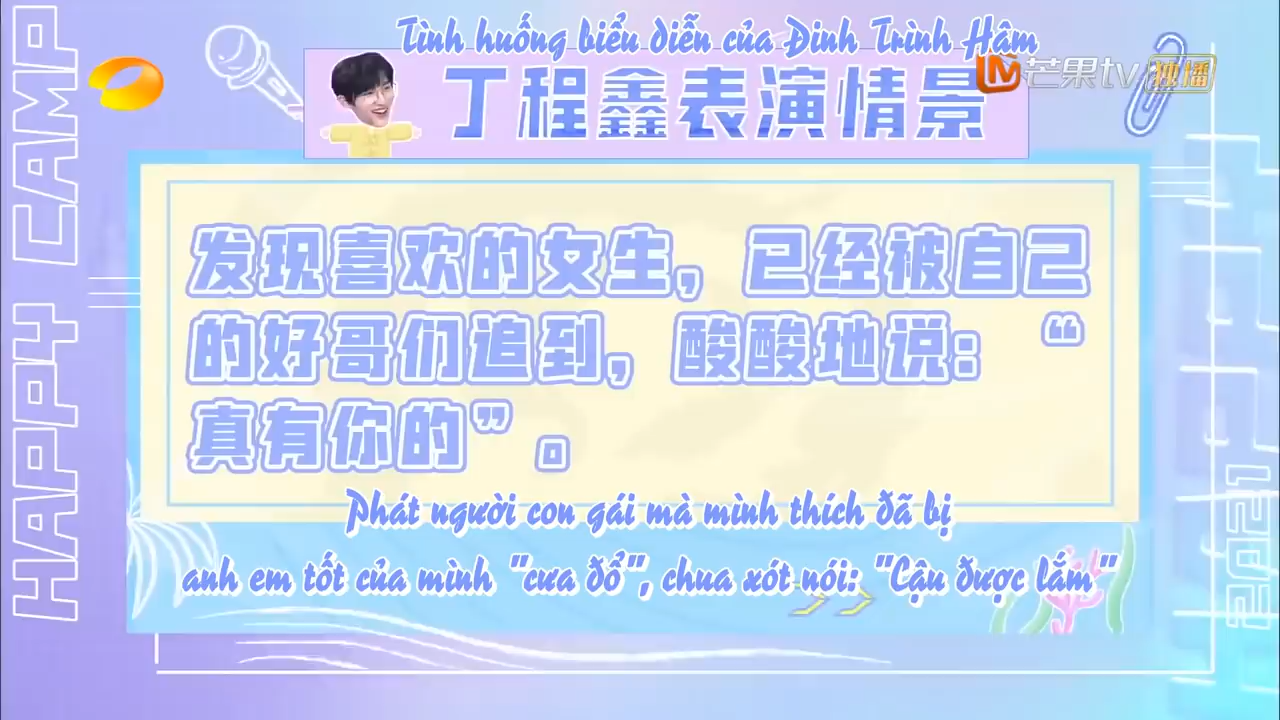 Tình huống biểu diễn của Đinh Trình Hâm
芒果tv 独播
丁程鑫表演情景
HAPPY CAMP
发现喜欢的女生，已经被自己
的好哥们追到，酸酸地说：“
真有你的”。
Phát người con gái mà mình thích đã bị
anh em tốt của mình "cưa đổ", chua xót nói: "Cậu được lắm"
2021